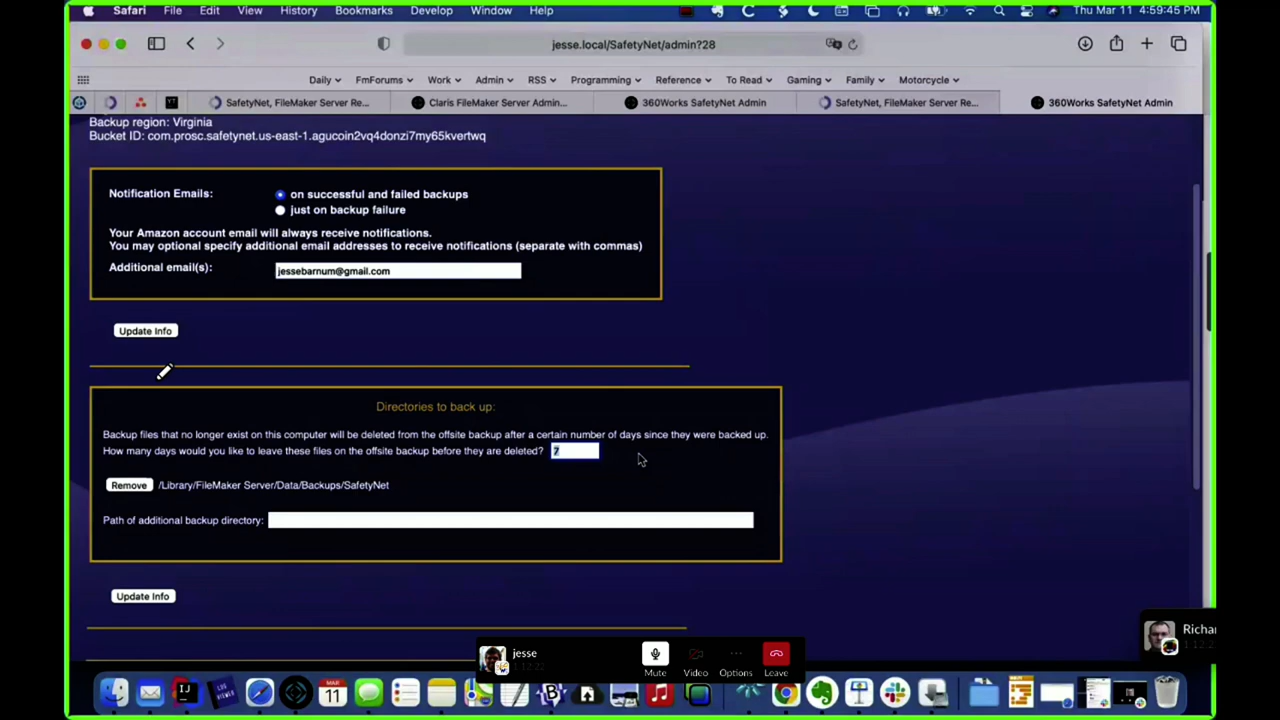 Safari File Edit View History Bookmarks Develop Window Help Thu Mar 11 4:59:45 PM
jesse.local/SafetyNet/admin?28
Daily FmForums Work Admin RSS Programming Reference To Read Gaming Family Motorcycle
SafetyNet, FileMaker Server Re... Claris FileMaker Server Admin... 360Works SafetyNet Admin SafetyNet, FileMaker Server Re... 360Works SafetyNet Admin
Backup region: Virginia
Bucket ID: com.prosc.safetynet.us-east-1.agucoin2vq4donzi7my65kvertwq
Notification Emails: on successful and failed backups
just on backup failure
Your Amazon account email will always receive notifications.
You may optional specify additional email addresses to receive notifications (separate with commas)
Additional email(s): jessebarnum@gmail.com
Update Info
Directories to back up:
Backup files that no longer exist on this computer will be deleted from the offsite backup after a certain number of days since they were backed up.
How many days would you like to leave these files on the offsite backup before they are deleted? 7
Remove /Library/FileMaker Server/Data/Backups/SafetyNet
Path of additional backup directory:
Update Info
jesse
1:12:22
Mute Video Options Leave
Richar
MAR
11